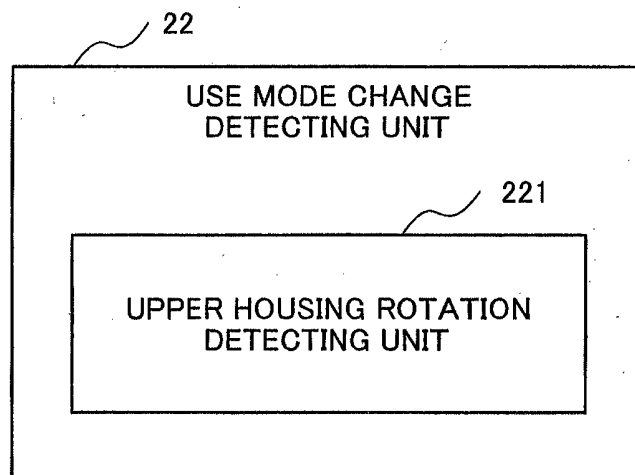 22
USE MODE CHANGE
DETECTING UNIT
221
UPPER HOUSING ROTATION
DETECTING UNIT